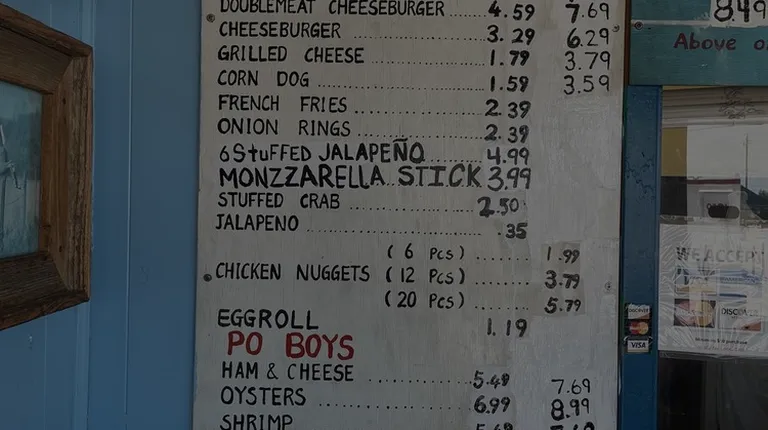 DOUBLEMEAT CHEESEBURGER ........ 4.59 7.69
CHEESEBURGER .................. 3.29 6.29
GRILLED CHEESE ................ 1.79 3.79
CORN DOG ...................... 1.59 3.59
FRENCH FRIES .................. 2.39
ONION RINGS ................... 2.39
6 StuFFED JALAPEÑO ........ 4.99
MONZZARELLA STICK 3.99
STUFFED CRAB .................. 2.50
JALAPENO ...................... .35
( 6 Pcs ) ....... 1.99
CHICKEN NUGGETS ( 12 Pcs ) ....... 3.79
( 20 Pcs ) ....... 5.79
EGGROLL 1.19
PO BOYS
HAM & CHEESE .............. 5.49 7.69
OYSTERS ................... 6.99 8.99
SHRIMP
8.49
Above
WE ACCEPT
DISCOVER
VISA